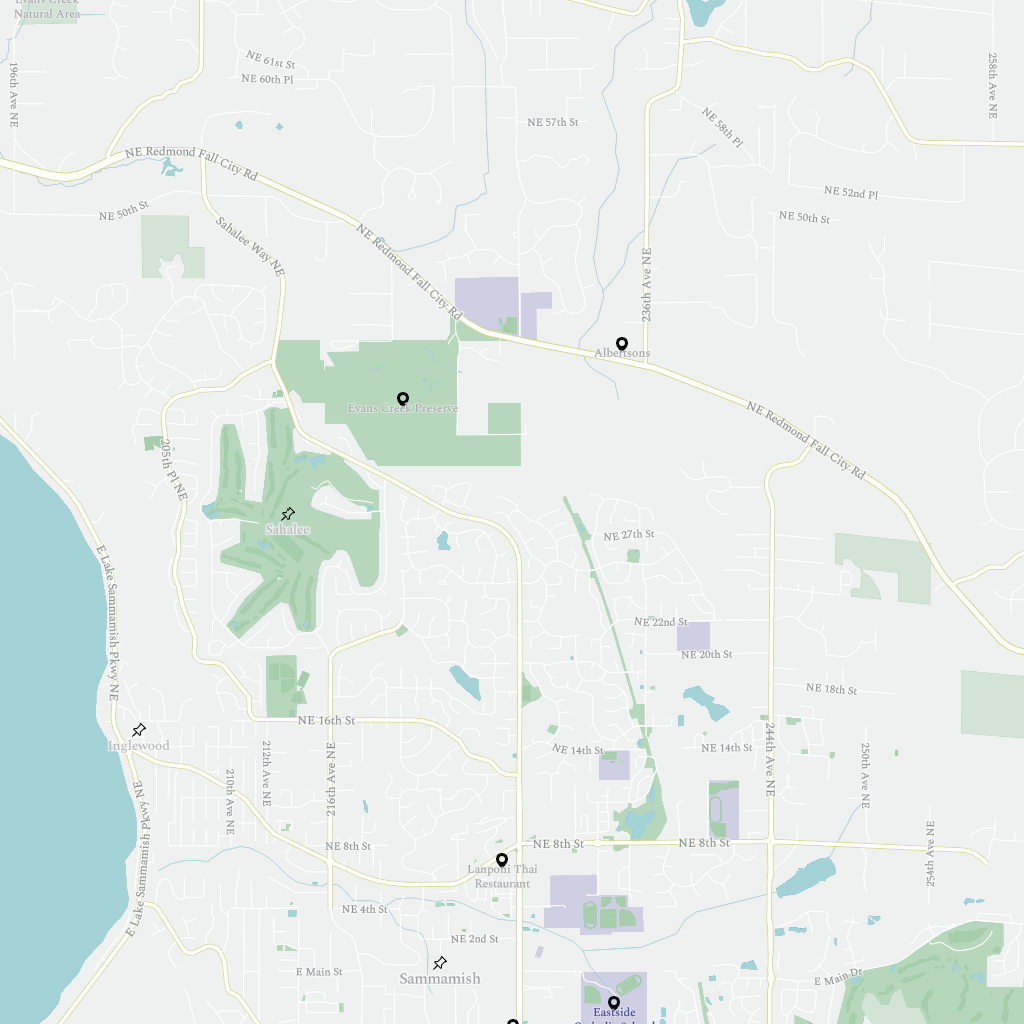 Evans Creek
Natural Area
NE 61st St
NE 60th Pl
196th Ave NE
258th Ave NE
NE 57th St
NE 58th Pl
NE Redmond Fall City Rd
NE 52nd Pl
NE 50th St
NE 50th St
Sahalee Way NE
NE Redmond Fall City Rd
236th Ave NE
Albertsons
Evans Creek Preserve
NE Redmond Fall City Rd
205th Pl NE
Sahalee
NE 27th St
E Lake Sammamish Pkwy NE
NE 22nd St
NE 20th St
NE 18th St
NE 16th St
Inglewood
NE 14th St
NE 14th St
244th Ave NE
250th Ave NE
212th Ave NE
216th Ave NE
210th Ave NE
E Lake Sammamish Pkwy NE
NE 8th St
NE 8th St
NE 8th St
254th Ave NE
Lanponi Thai
Restaurant
NE 4th St
NE 2nd St
E Main St
Sammamish
E Main Dr
Eastside
Catholic School